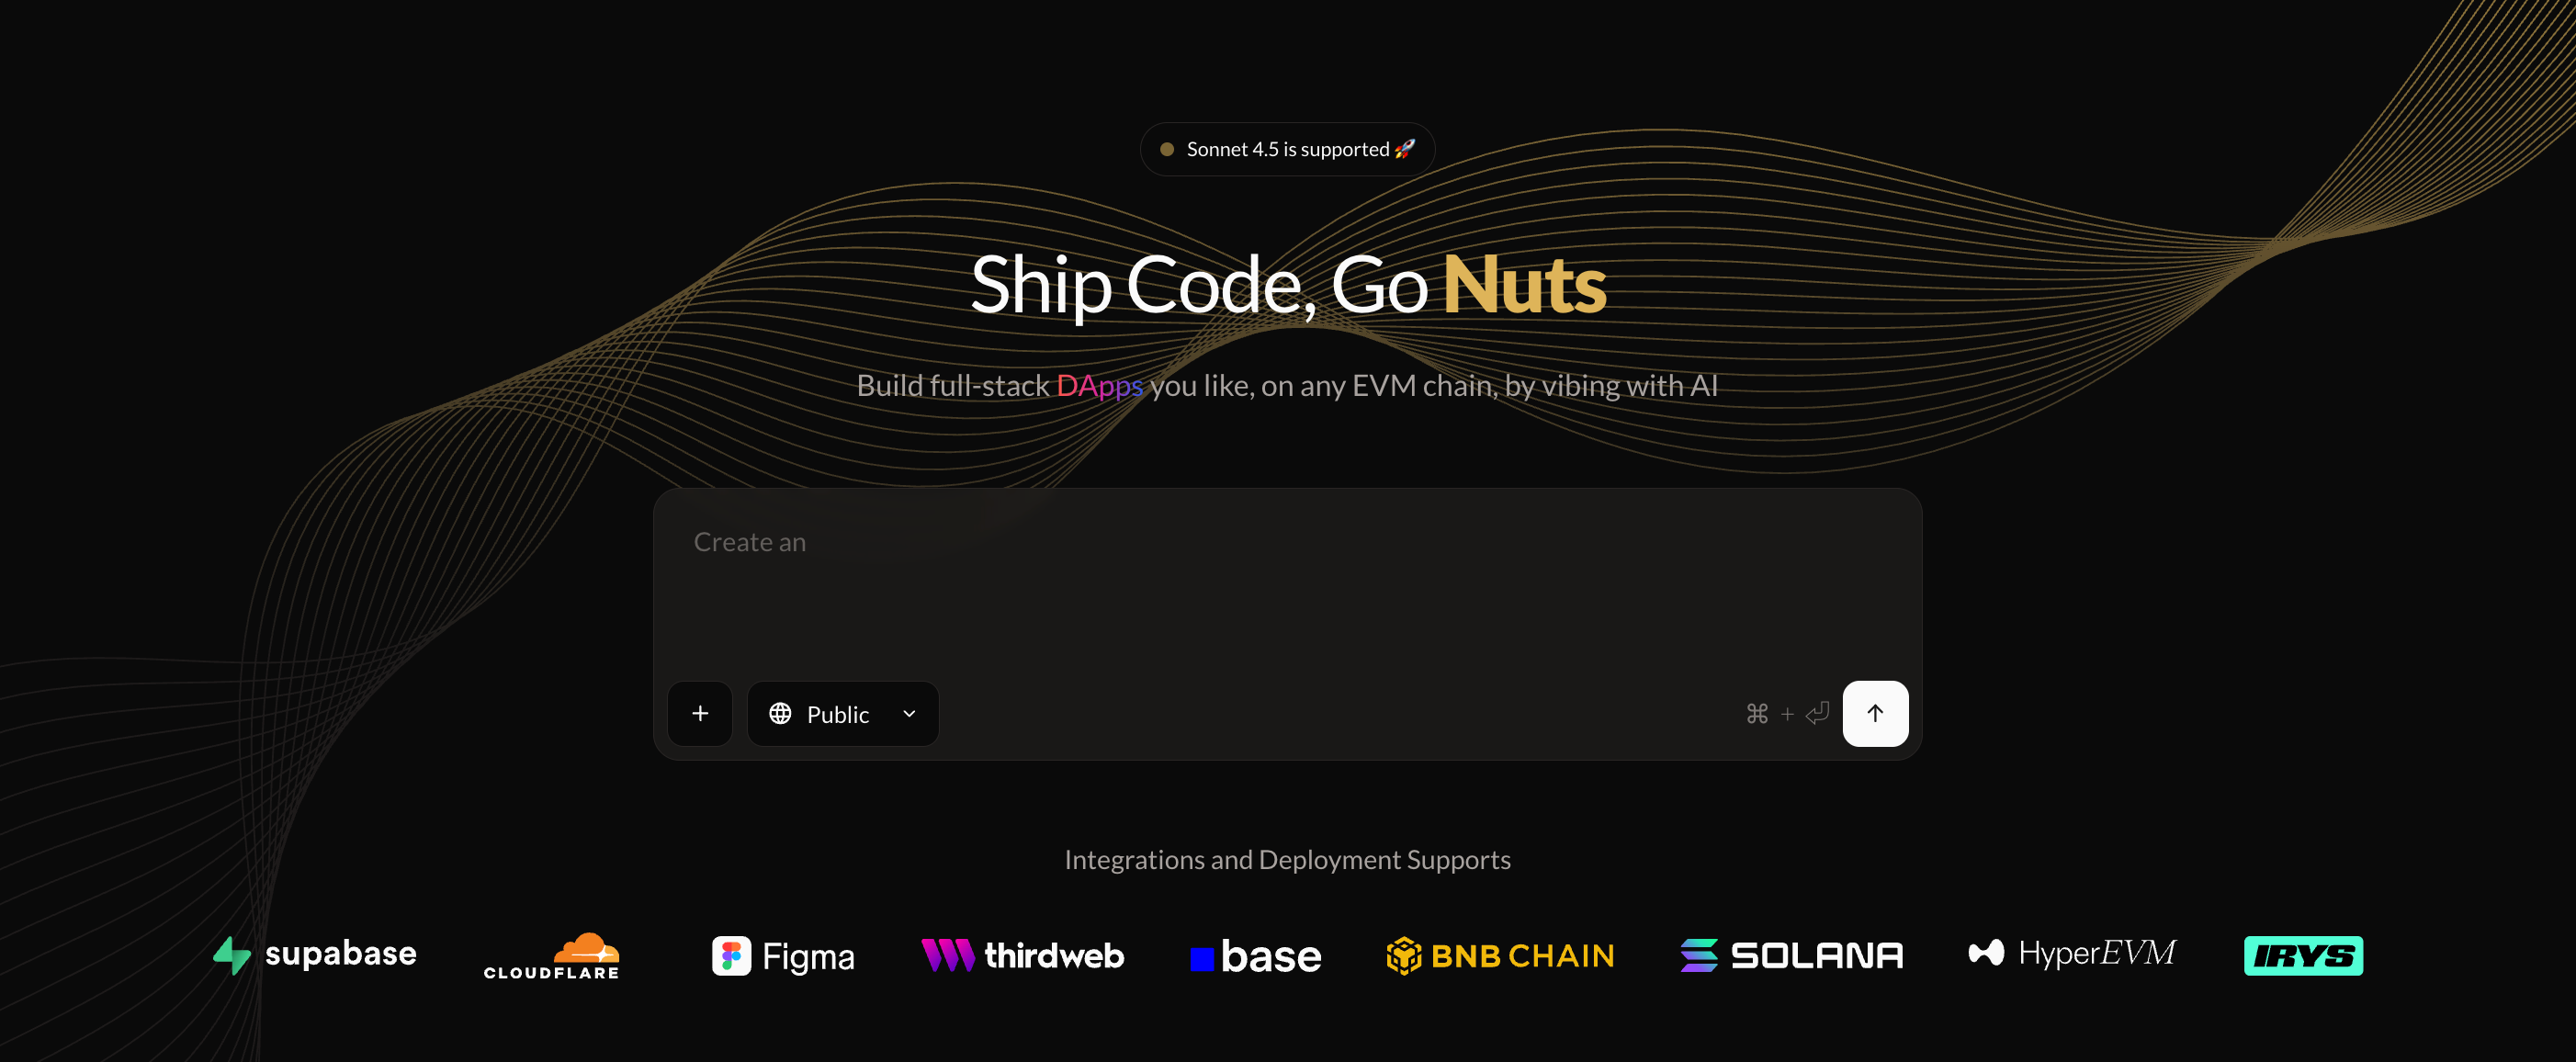 Sonnet 4.5 is supported 🚀
Ship Code, Go Nuts
Build full-stack DApps you like, on any EVM chain, by vibing with AI
Create an
Public
⌘ + ⏎
Integrations and Deployment Supports
supabase
CLOUDFLARE
Figma
thirdweb
base
BNB CHAIN
SOLANA
HyperEVM
IRYS